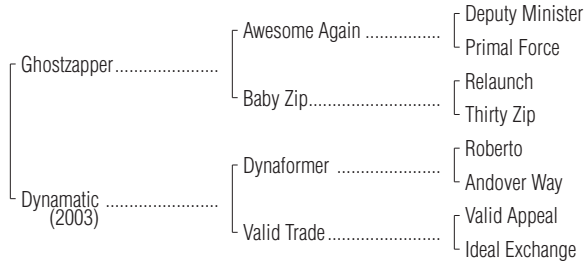 Deputy Minister
Awesome Again ....................
Primal Force
Ghostzapper.......................
Relaunch
Baby Zip.............................
Thirty Zip
Roberto
Dynaformer .......................
Andover Way
Dynamatic .........................
(2003)
Valid Appeal
Valid Trade.........................
Ideal Exchange